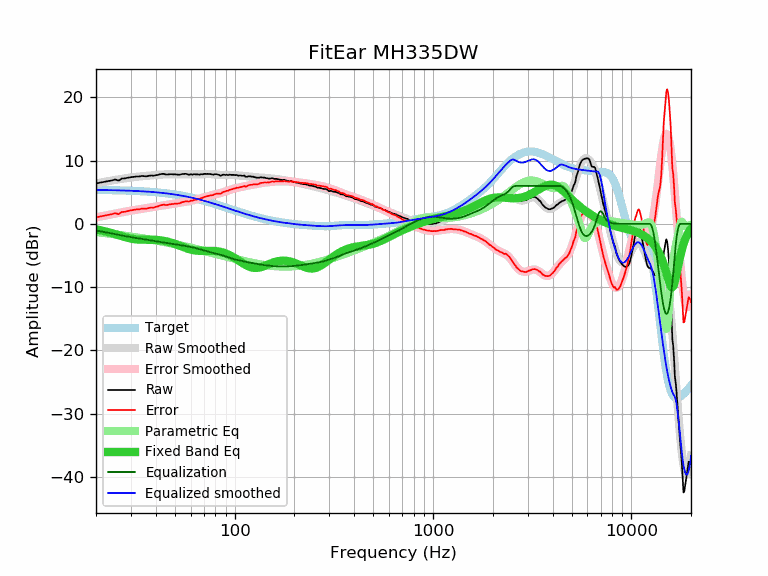 FitEar MH335DW
20
10
0
−10
−20
−30
−40
Amplitude (dBr)
Target
Raw Smoothed
Error Smoothed
Raw
Error
Parametric Eq
Fixed Band Eq
Equalization
Equalized smoothed
100 1000 10000
Frequency (Hz)